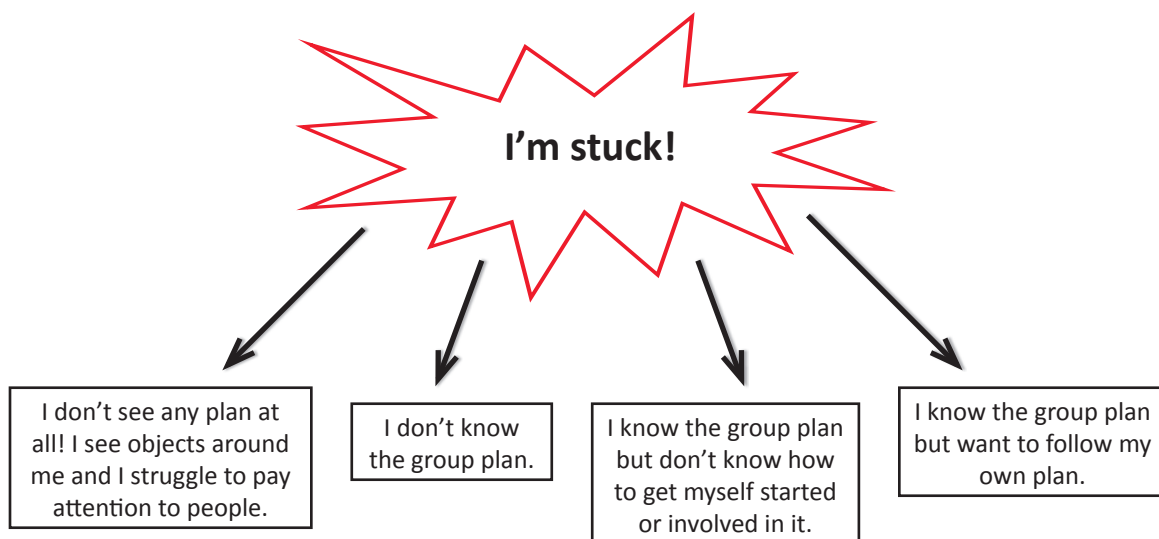 I'm stuck!
I don't see any plan at
all! I see objects around
me and I struggle to pay
attention to people.
I don't know
the group plan.
I know the group plan
but don't know how
to get myself started
or involved in it.
I know the group plan
but want to follow my
own plan.